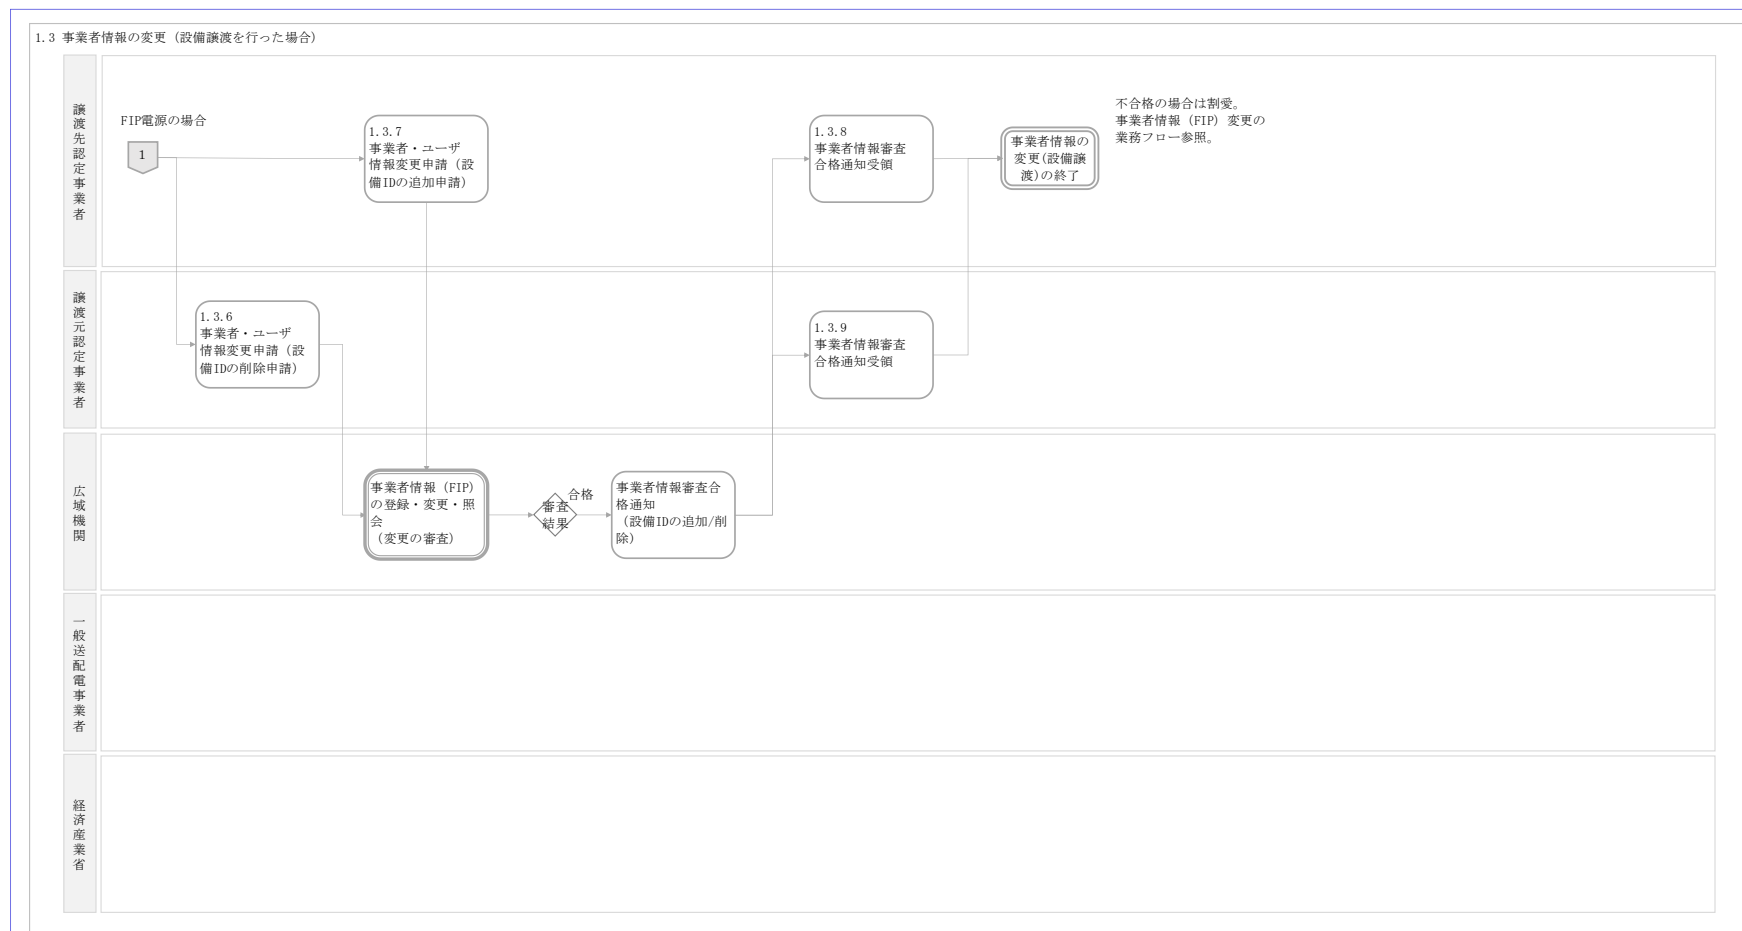 1.3 事業者情報の変更（設備譲渡を行った場合）
譲渡先認定事業者
FIP電源の場合
1
1.3.7
事業者・ユーザ
情報変更申請（設
備IDの追加申請）
1.3.8
事業者情報審査
合格通知受領
事業者情報の
変更(設備譲
渡)の終了
不合格の場合は割愛。
事業者情報（FIP）変更の
業務フロー参照。
譲渡元認定事業者
1.3.6
事業者・ユーザ
情報変更申請（設
備IDの削除申請）
1.3.9
事業者情報審査
合格通知受領
広域機関
事業者情報（FIP）
の登録・変更・照
会
（変更の審査）
審査
結果
合格
事業者情報審査合
格通知
（設備IDの追加/削
除）
一般送配電事業者
経済産業省